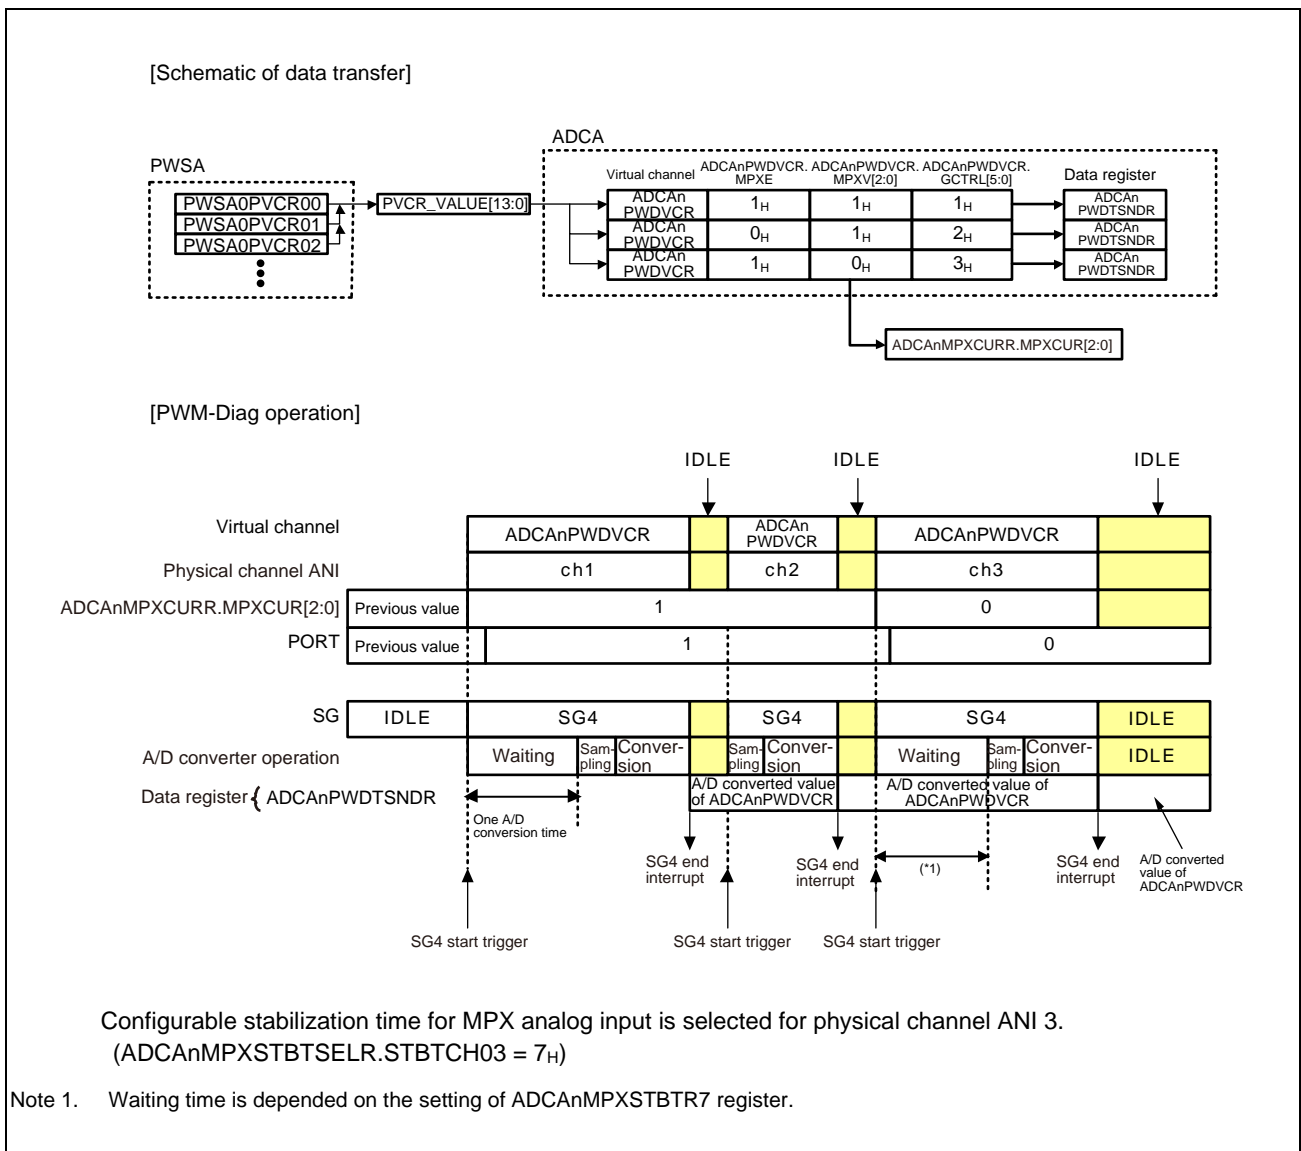 [Schematic of data transfer]
ADCA
PWSA
Virtual channel
ADCAnPWDVCR.
MPXE
ADCAnPWDVCR.
MPXV[2:0]
ADCAnPWDVCR.
GCTRL[5:0]
Data register
PWSA0PVCR00
PWSA0PVCR01
PWSA0PVCR02
PVCR_VALUE[13:0]
ADCAn
PWDVCR
1H
1H
1H
ADCAn
PWDTSNDR
ADCAn
PWDVCR
0H
1H
2H
ADCAn
PWDTSNDR
ADCAn
PWDVCR
1H
0H
3H
ADCAn
PWDTSNDR
ADCAnMPXCURR.MPXCUR[2:0]
[PWM-Diag operation]
IDLE
IDLE
IDLE
Virtual channel
ADCAnPWDVCR
ADCAn
PWDVCR
ADCAnPWDVCR
Physical channel ANI
ch1
ch2
ch3
ADCAnMPXCURR.MPXCUR[2:0]
Previous value
1
0
PORT
Previous value
1
0
SG
IDLE
SG4
SG4
SG4
IDLE
A/D converter operation
Waiting
Sam-
pling
Conver-
sion
Sam-
pling
Conver-
sion
Waiting
Sam-
pling
Conver-
sion
IDLE
Data register { ADCAnPWDTSNDR
A/D converted value
of ADCAnPWDVCR
A/D converted value of
ADCAnPWDVCR
One A/D
conversion time
SG4 end
interrupt
SG4 end
interrupt
(*1)
SG4 end
interrupt
A/D converted
value of
ADCAnPWDVCR
SG4 start trigger
SG4 start trigger
SG4 start trigger
Configurable stabilization time for MPX analog input is selected for physical channel ANI 3.
(ADCAnMPXSTBTSELR.STBTCH03 = 7H)
Note 1. Waiting time is depended on the setting of ADCAnMPXSTBTR7 register.